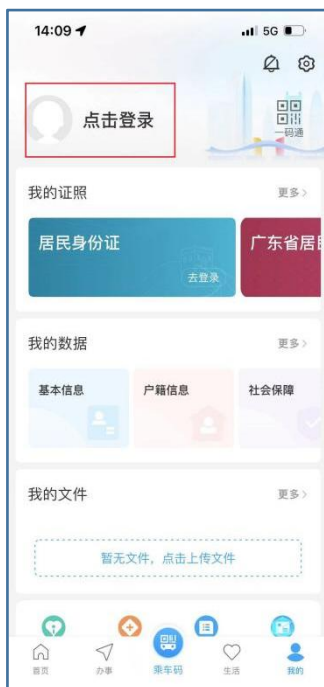 14:09
5G
点击登录
一码通
我的证照
更多>
居民身份证
广东省居
去登录
我的数据
更多>
基本信息
户籍信息
社会保障
我的文件
更多>
暂无文件，点击上传文件
首页
办事
乘车码
生活
我的